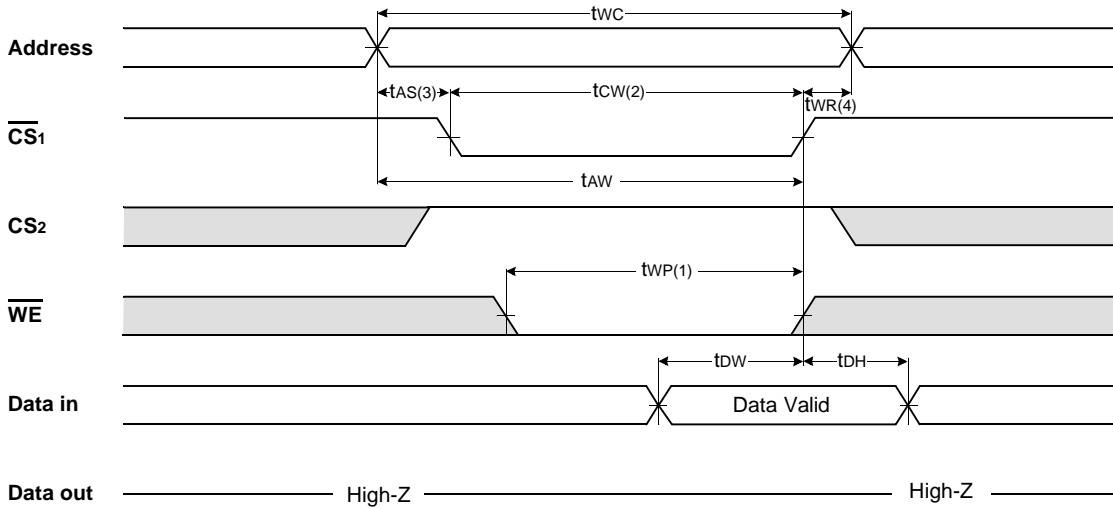 tWC
Address
tAS(3) tCW(2) tWR(4)
CS1
tAW
CS2
tWP(1)
WE
tDW tDH
Data in Data Valid
Data out High-Z High-Z